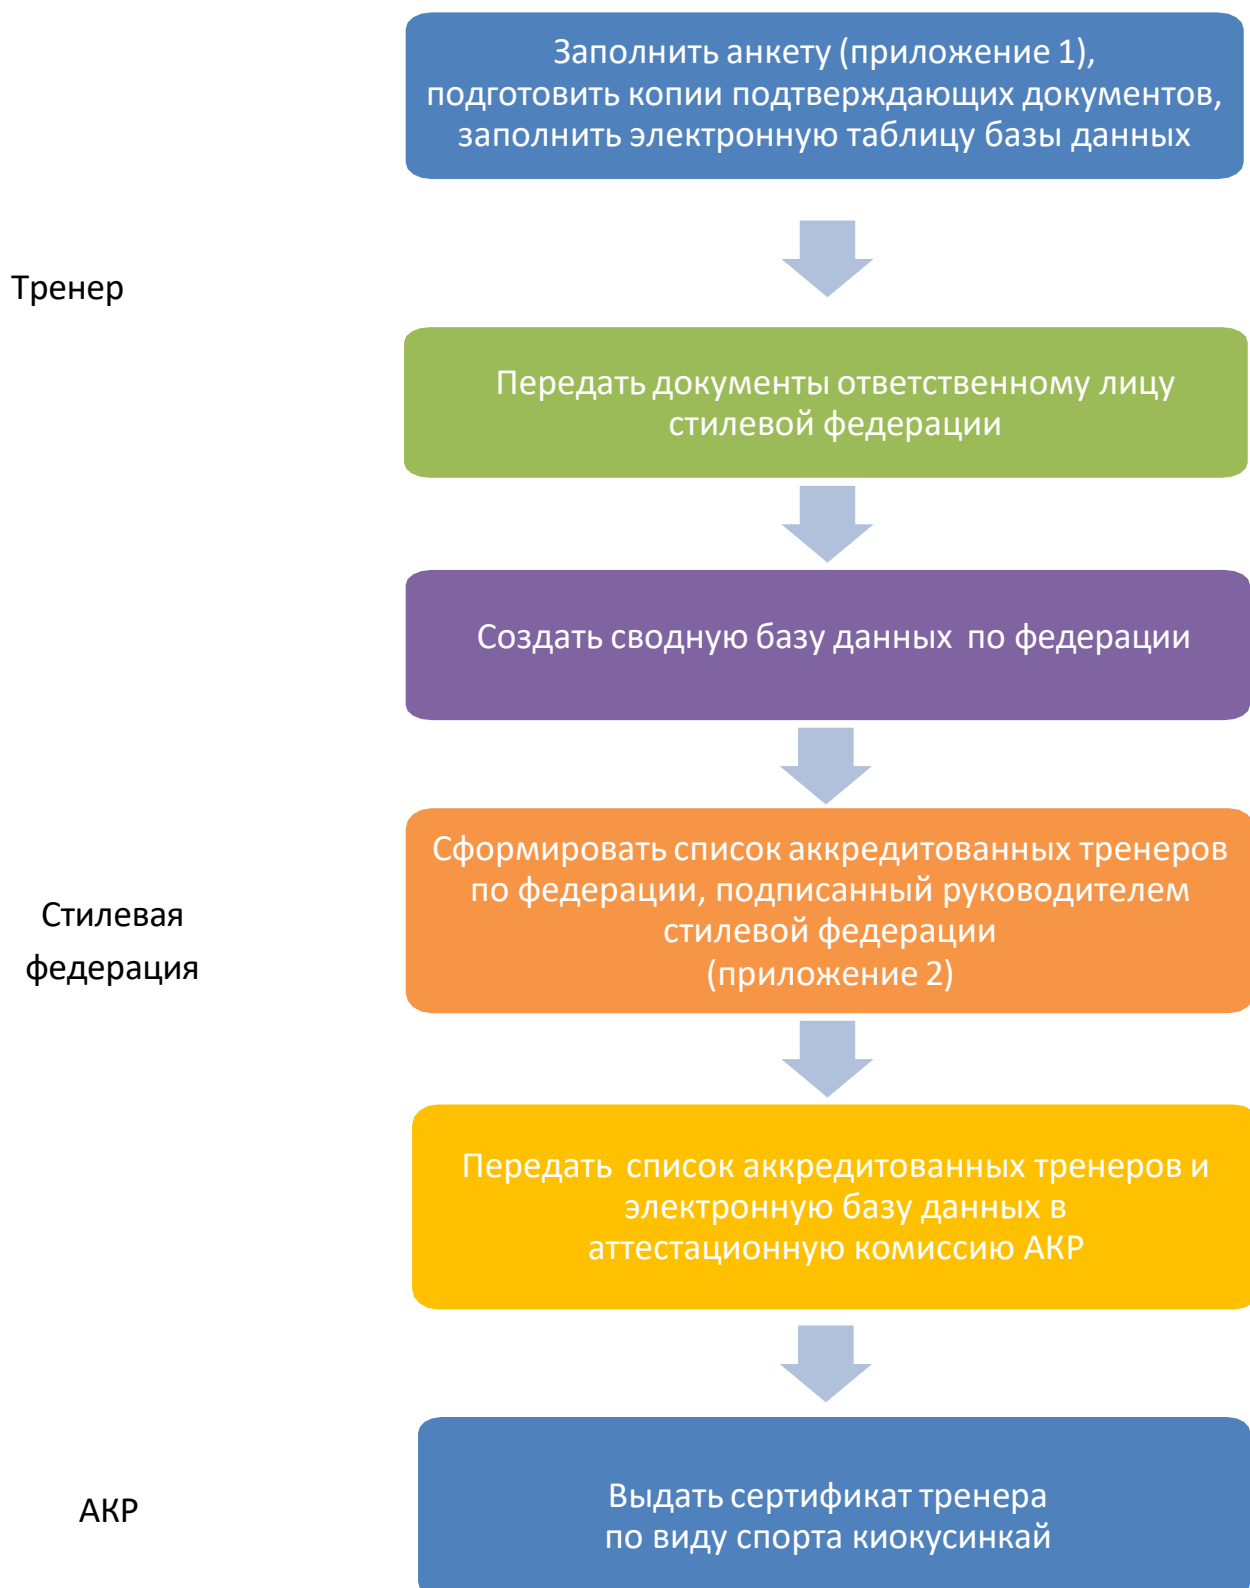 Заполнить анкету (приложение 1),
подготовить копии подтверждающих документов,
заполнить электронную таблицу базы данных
Тренер
Передать документы ответственному лицу
стилевой федерации
Создать сводную базу данных по федерации
Сформировать список аккредитованных тренеров
по федерации, подписанный руководителем
стилевой федерации
(приложение 2)
Стилевая
федерация
Передать список аккредитованных тренеров и
электронную базу данных в
аттестационную комиссию АКР
АКР
Выдать сертификат тренера
по виду спорта киокусинкай